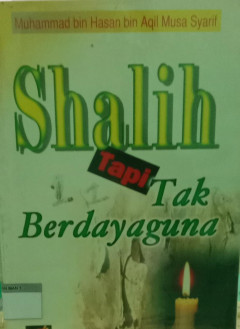 Muhammad bin Hasan bin Aqil Musa Syarif
Shalih
Tapi
Tak
Berdayaguna